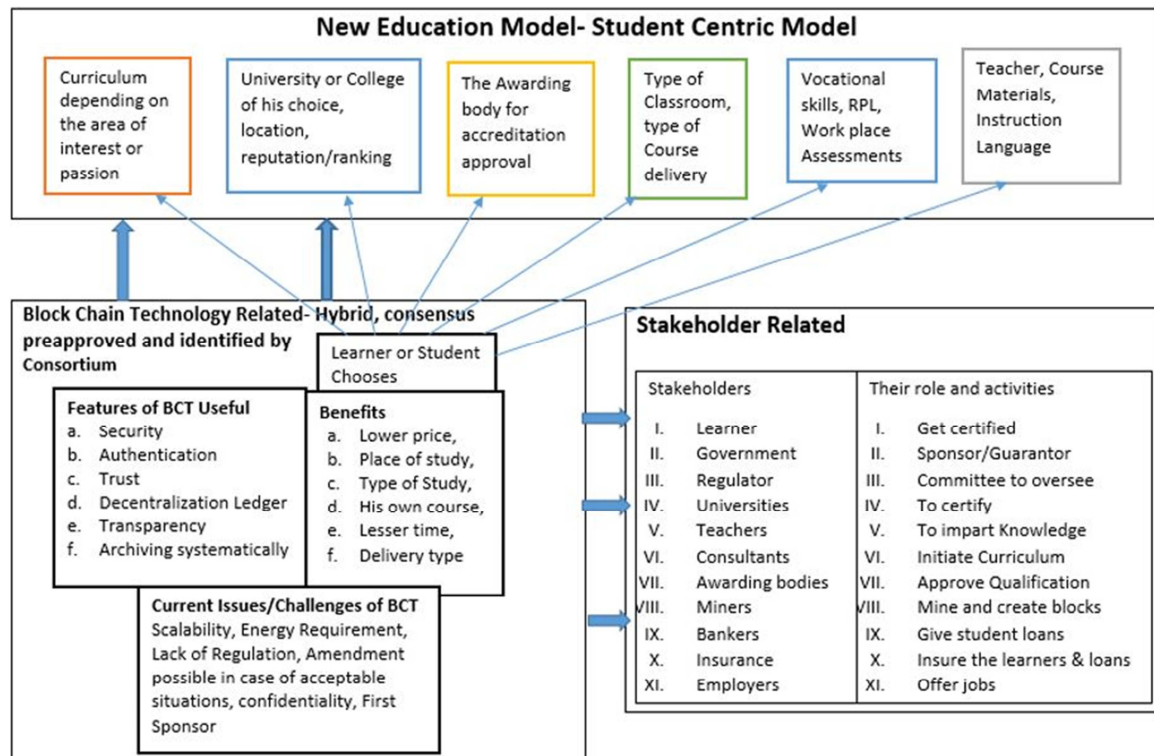 New Education Model- Student Centric Model
Curriculum
depending on
the area of
interest or
passion
University or College
of his choice,
location,
reputation/ranking
The Awarding
body for
accreditation
approval
Type of
Classroom,
type of
Course
delivery
Vocational
skills, RPL,
Work place
Assessments
Teacher, Course
Materials,
Instruction
Language
Block Chain Technology Related- Hybrid, consensus
preapproved and identified by
Consortium
Learner or Student
Chooses
Features of BCT Useful
a. Security
b. Authentication
c. Trust
d. Decentralization Ledger
e. Transparency
f. Archiving systematically
Benefits
a. Lower price,
b. Place of study,
c. Type of Study,
d. His own course,
e. Lesser time,
f. Delivery type
Current Issues/Challenges of BCT
Scalability, Energy Requirement,
Lack of Regulation, Amendment
possible in case of acceptable
situations, confidentiality, First
Sponsor
Stakeholder Related
Stakeholders
I. Learner
II. Government
III. Regulator
IV. Universities
V. Teachers
VI. Consultants
VII. Awarding bodies
VIII. Miners
IX. Bankers
X. Insurance
XI. Employers
Their role and activities
I. Get certified
II. Sponsor/Guarantor
III. Committee to oversee
IV. To certify
V. To impart Knowledge
VI. Initiate Curriculum
VII. Approve Qualification
VIII. Mine and create blocks
IX. Give student loans
X. Insure the learners & loans
XI. Offer jobs